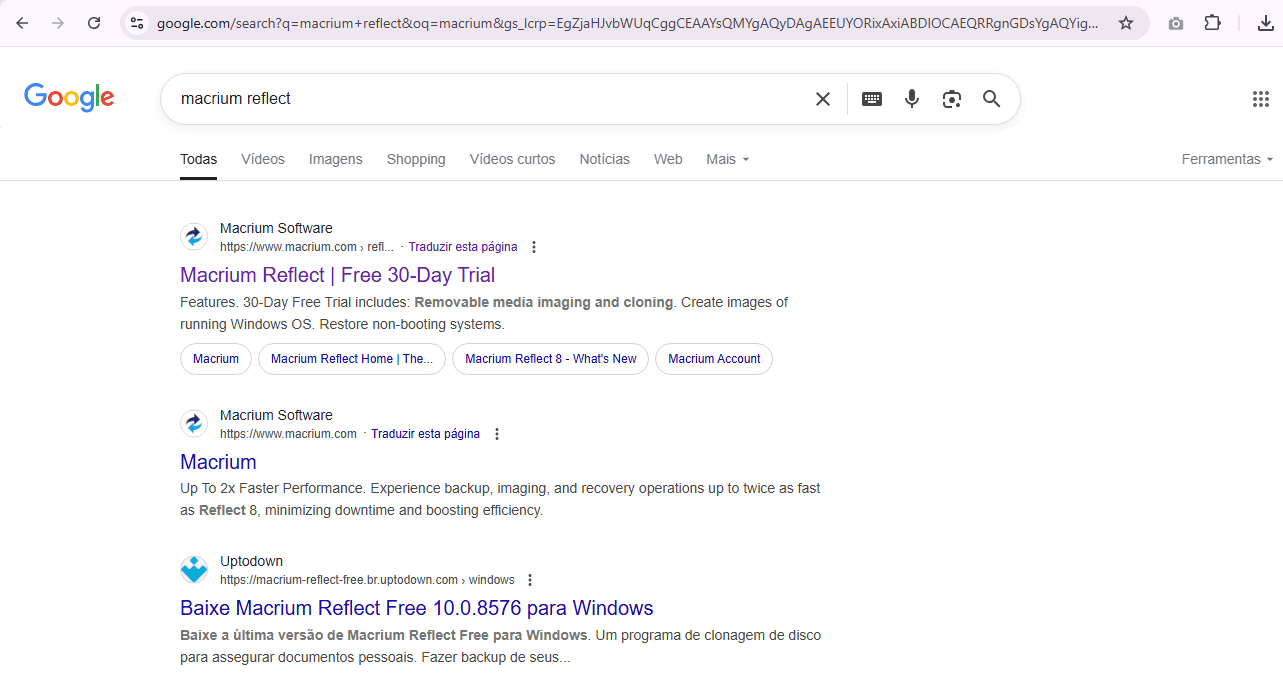 google.com/search?q=macrium+reflect&oq=macrium&gs_lcrp=EgZjaHJvbWUqCggCEAAYsQMYgAQyDAgAEEUYORixAxiABDIOCAEQRRgnGDsYgAQYig...
Google
macrium reflect
Todas Vídeos Imagens Shopping Vídeos curtos Notícias Web Mais Ferramentas
Macrium Software
https://www.macrium.com › refl... · Traduzir esta página
Macrium Reflect | Free 30-Day Trial
Features. 30-Day Free Trial includes: Removable media imaging and cloning. Create images of
running Windows OS. Restore non-booting systems.
Macrium Macrium Reflect Home | The... Macrium Reflect 8 - What's New Macrium Account
Macrium Software
https://www.macrium.com · Traduzir esta página
Macrium
Up To 2x Faster Performance. Experience backup, imaging, and recovery operations up to twice as fast
as Reflect 8, minimizing downtime and boosting efficiency.
Uptodown
https://macrium-reflect-free.br.uptodown.com › windows
Baixe Macrium Reflect Free 10.0.8576 para Windows
Baixe a última versão de Macrium Reflect Free para Windows. Um programa de clonagem de disco
para assegurar documentos pessoais. Fazer backup de seus...